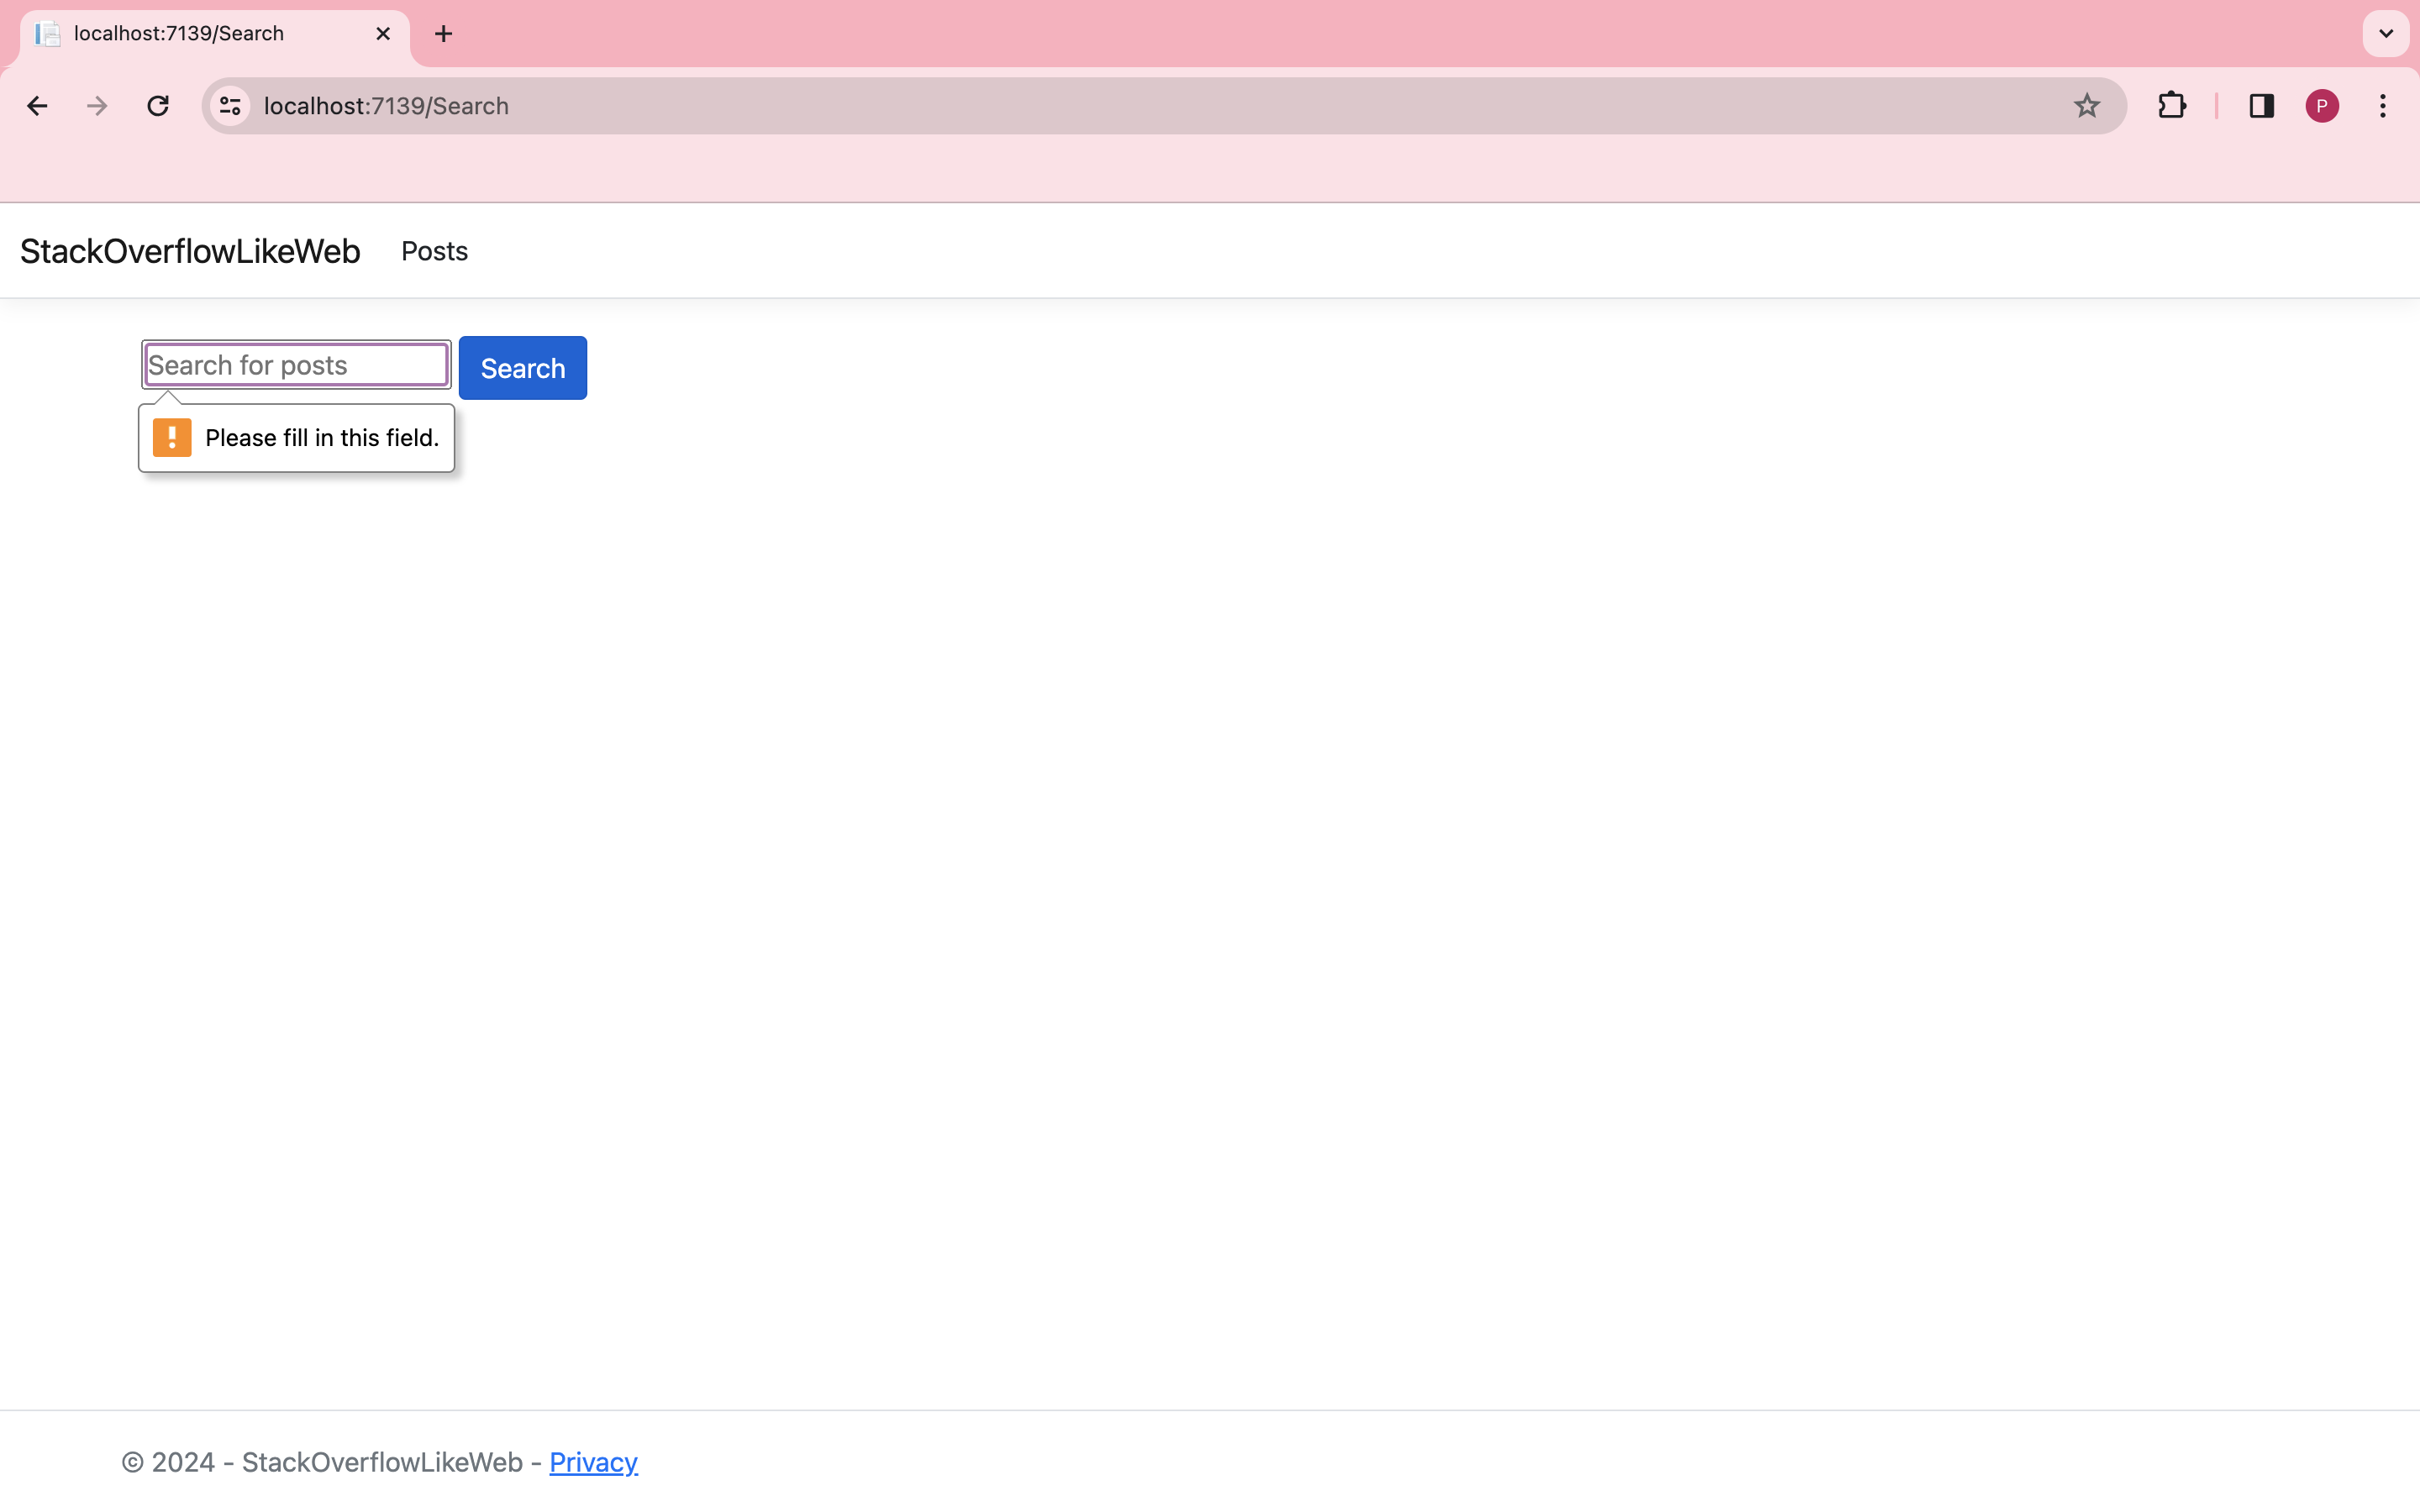 localhost:7139/Search
localhost:7139/Search
P
StackOverflowLikeWeb Posts
Search for posts Search
Please fill in this field.
© 2024 - StackOverflowLikeWeb - Privacy